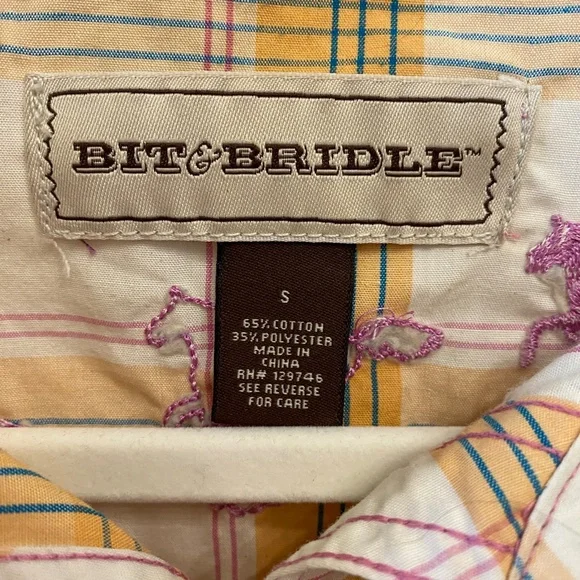 BIT & BRIDLE™
S
65% COTTON
35% POLYESTER
MADE IN
CHINA
RN# 129746
SEE REVERSE
FOR CARE